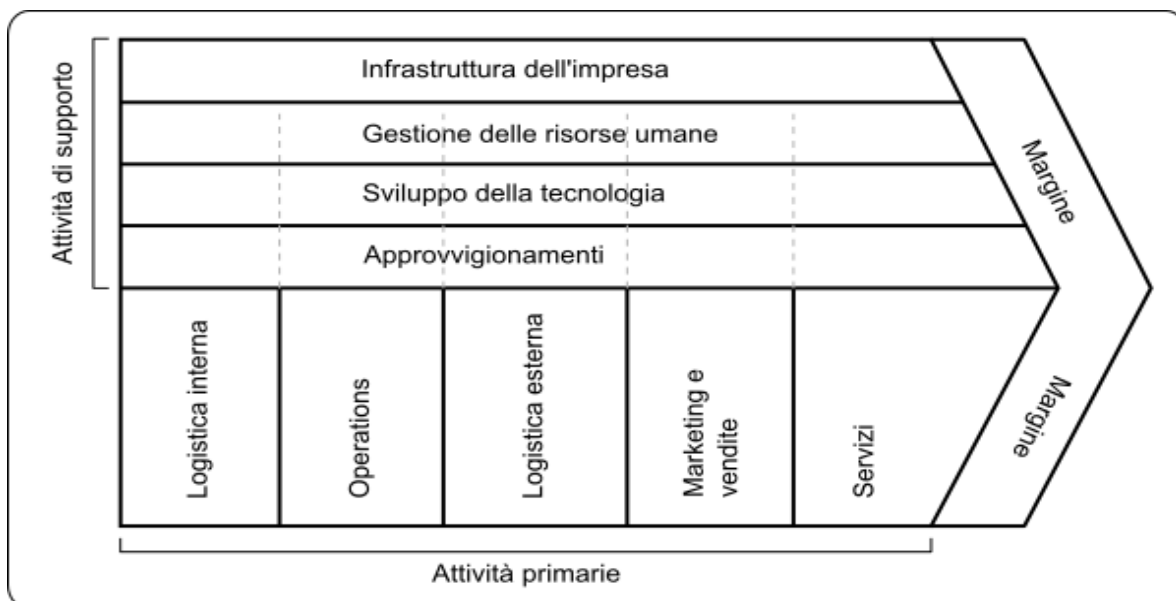 Attività di supporto
Infrastruttura dell'impresa
Gestione delle risorse umane
Sviluppo della tecnologia
Approvvigionamenti
Margine
Logistica interna
Operations
Logistica esterna
Marketing e
vendite
Servizi
Margine
Attività primarie